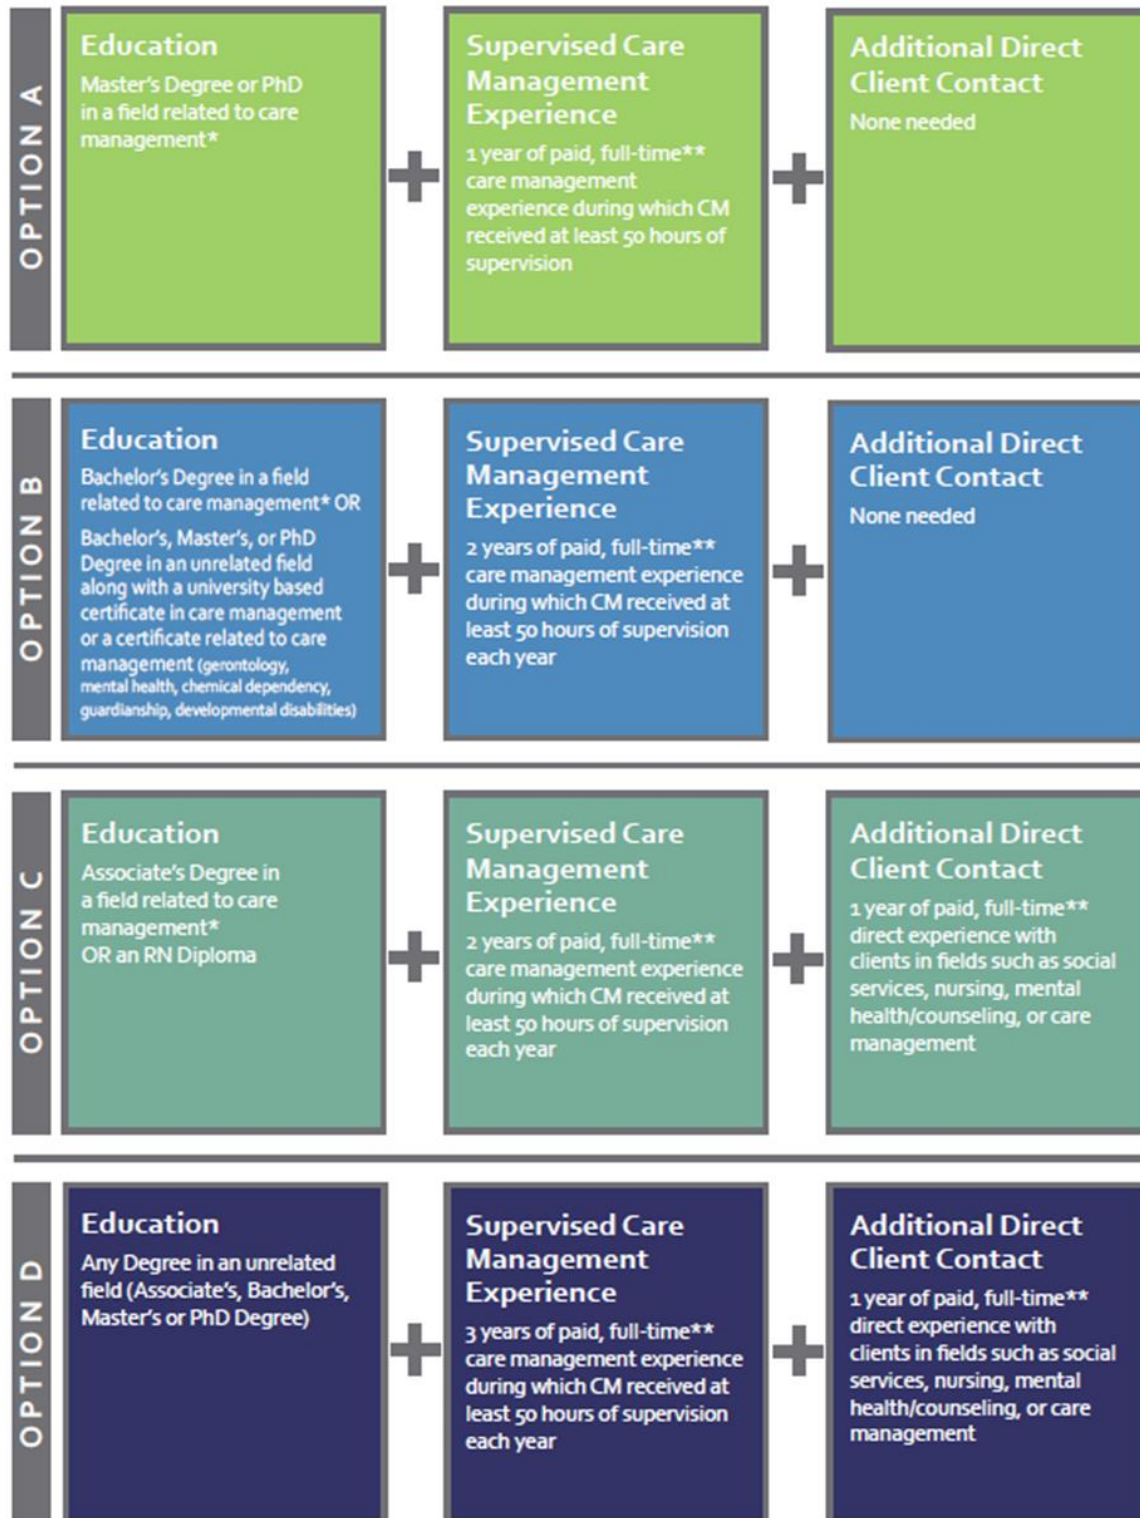 OPTION A
Education
Master's Degree or PhD
in a field related to care
management*
Supervised Care
Management
Experience
1 year of paid, full-time**
care management
experience during which CM
received at least 50 hours of
supervision
Additional Direct
Client Contact
None needed
OPTION B
Education
Bachelor's Degree in a field
related to care management* OR
Bachelor's, Master's, or PhD
Degree in an unrelated field
along with a university based
certificate in care management
or a certificate related to care
management (gerontology,
mental health, chemical dependency,
guardianship, developmental disabilities)
Supervised Care
Management
Experience
2 years of paid, full-time**
care management experience
during which CM received at
least 50 hours of supervision
each year
Additional Direct
Client Contact
None needed
OPTION C
Education
Associate's Degree in
a field related to care
management*
OR an RN Diploma
Supervised Care
Management
Experience
2 years of paid, full-time**
care management experience
during which CM received at
least 50 hours of supervision
each year
Additional Direct
Client Contact
1 year of paid, full-time**
direct experience with
clients in fields such as social
services, nursing, mental
health/counseling, or care
management
OPTION D
Education
Any Degree in an unrelated
field (Associate's, Bachelor's,
Master's or PhD Degree)
Supervised Care
Management
Experience
3 years of paid, full-time**
care management experience
during which CM received at
least 50 hours of supervision
each year
Additional Direct
Client Contact
1 year of paid, full-time**
direct experience with
clients in fields such as social
services, nursing, mental
health/counseling, or care
management